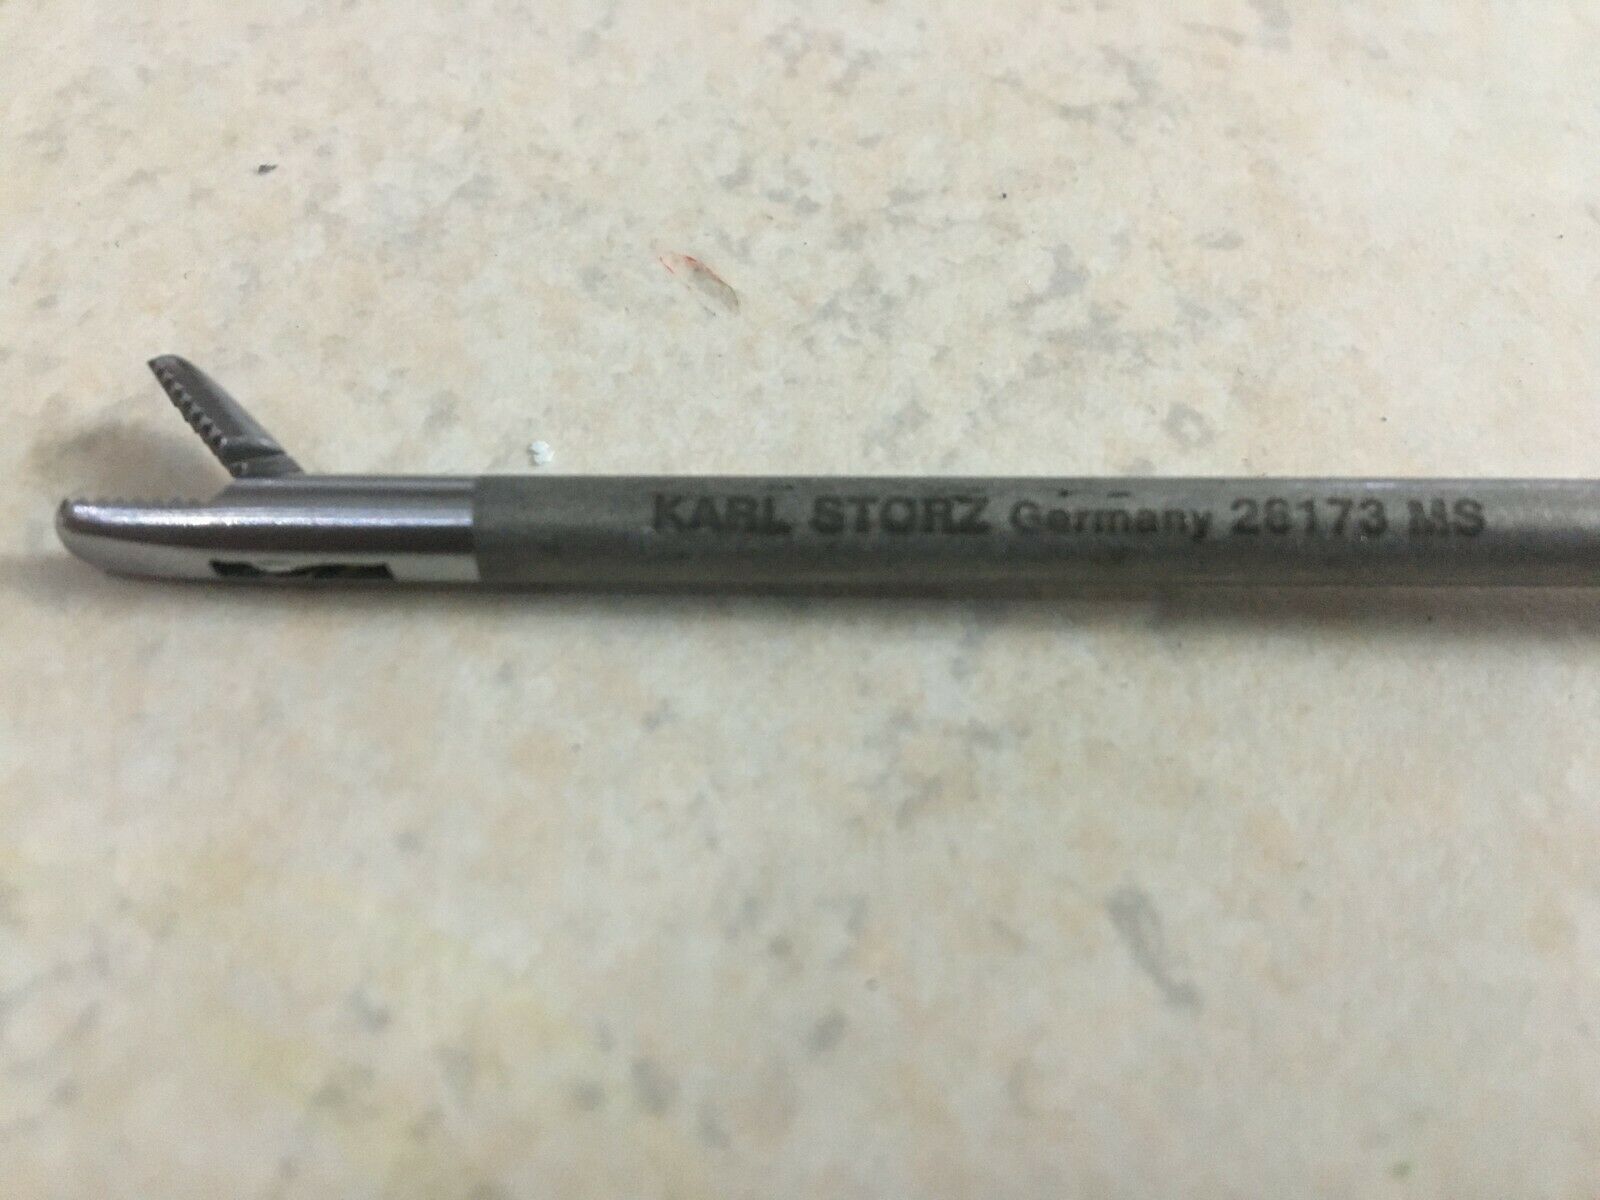 KARL STORZ Germany 28173 MS